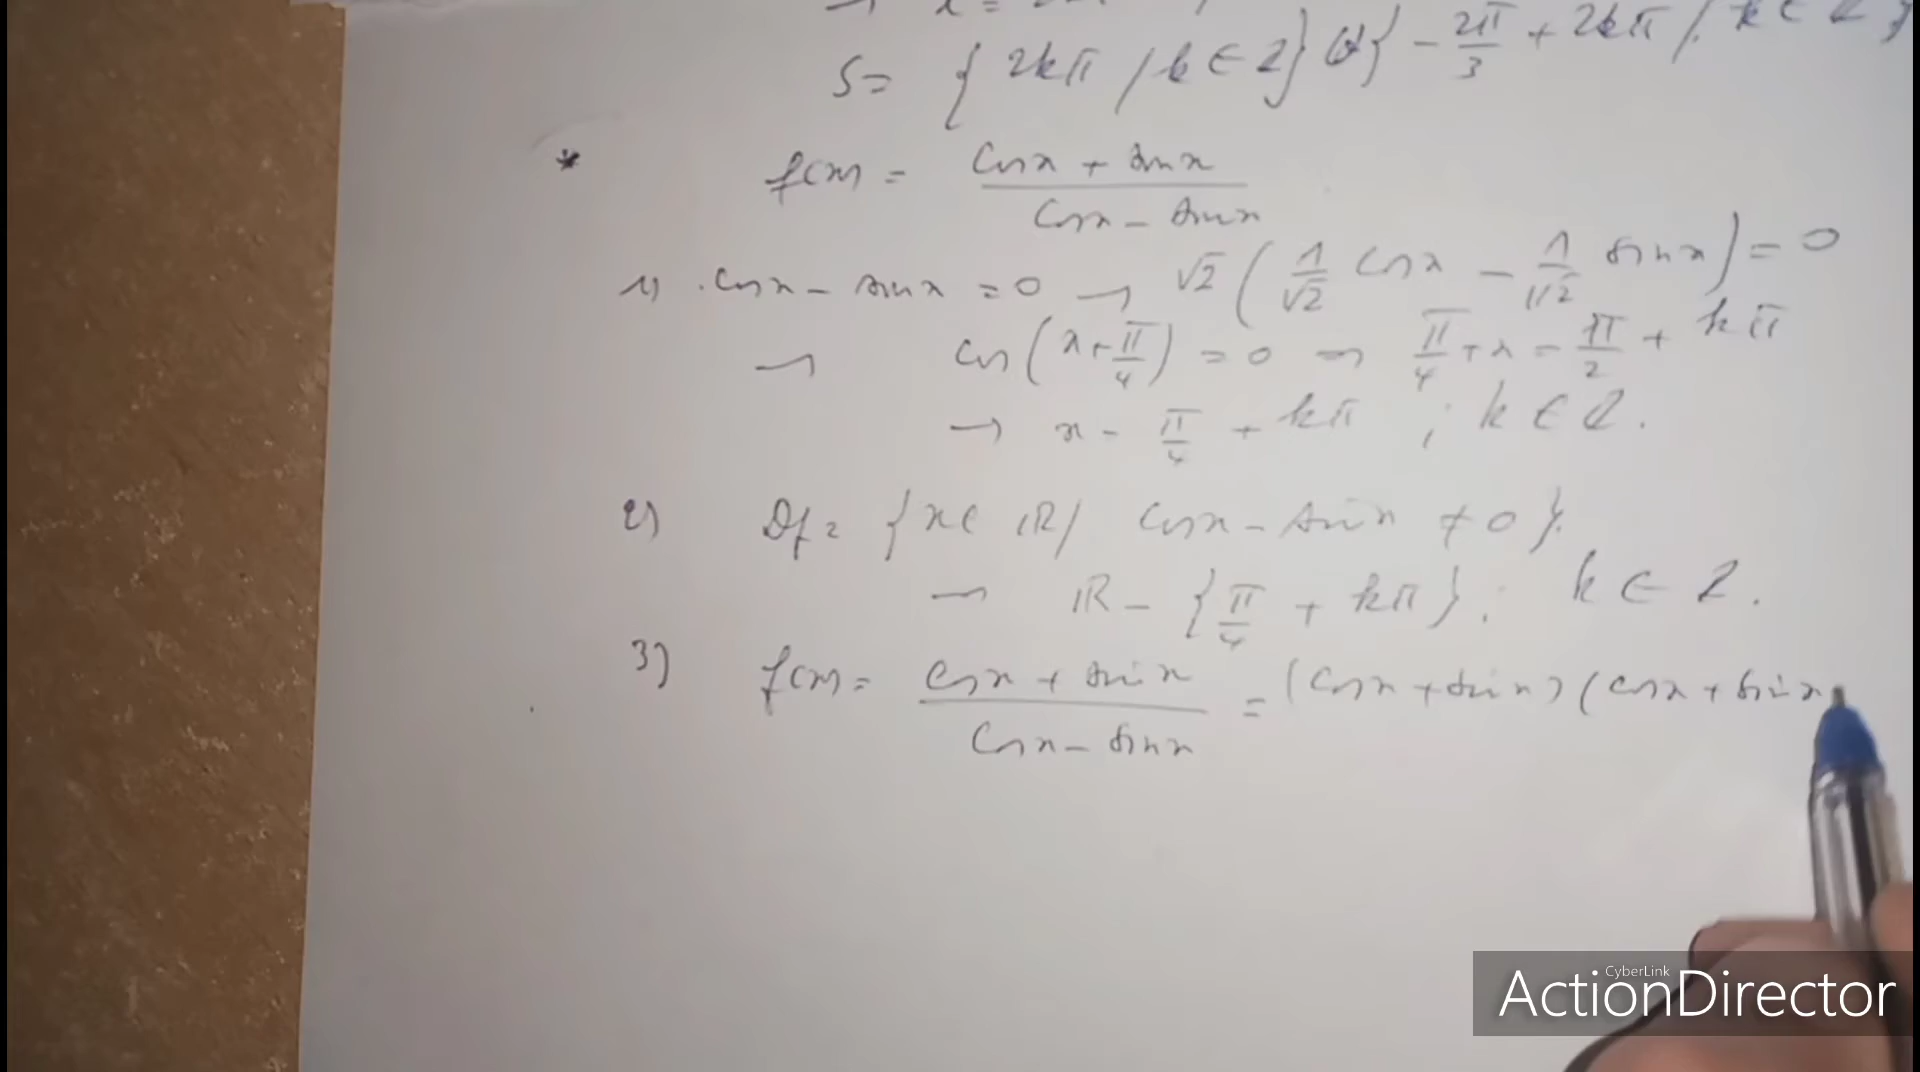 S = { 2kπ / k ∈ Z } ∪ { - 2π/3 + 2kπ / k ∈ Z }
* f(x) = (cos x + sin x) / (cos x - sin x)
1) . cos x - sin x = 0 → √2 ( 1/√2 cos x - 1/√2 sin x ) = 0
→ cos ( x + π/4 ) = 0 → π/4 + x = π/2 + kπ
→ x = π/4 + kπ ; k ∈ Z.
2) Df = { x ∈ IR / cos x - sin x ≠ 0 }.
→ IR - { π/4 + kπ } ; k ∈ Z.
3) f(x) = (cos x + sin x) / (cos x - sin x) = (cos x + sin x) (cos x + sin x
CyberLink
ActionDirector